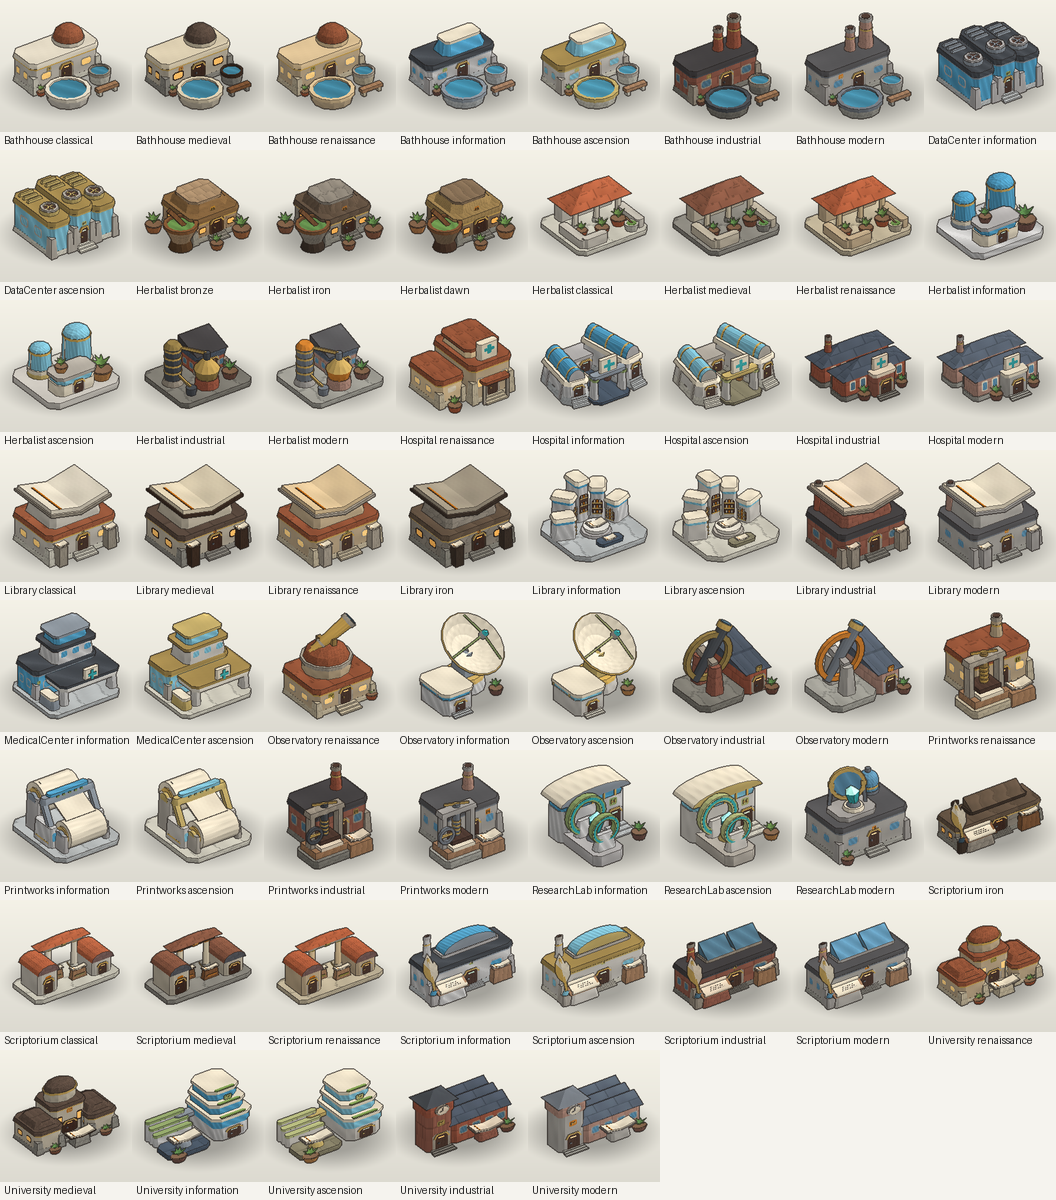 Bathhouse classical
Bathhouse medieval
Bathhouse renaissance
Bathhouse information
Bathhouse ascension
Bathhouse industrial
Bathhouse modern
DataCenter information
DataCenter ascension
Herbalist bronze
Herbalist iron
Herbalist dawn
Herbalist classical
Herbalist medieval
Herbalist renaissance
Herbalist information
Herbalist ascension
Herbalist industrial
Herbalist modern
Hospital renaissance
Hospital information
Hospital ascension
Hospital industrial
Hospital modern
Library classical
Library medieval
Library renaissance
Library iron
Library information
Library ascension
Library industrial
Library modern
MedicalCenter information
MedicalCenter ascension
Observatory renaissance
Observatory information
Observatory ascension
Observatory industrial
Observatory modern
Printworks renaissance
Printworks information
Printworks ascension
Printworks industrial
Printworks modern
ResearchLab information
ResearchLab ascension
ResearchLab modern
Scriptorium iron
Scriptorium classical
Scriptorium medieval
Scriptorium renaissance
Scriptorium information
Scriptorium ascension
Scriptorium industrial
Scriptorium modern
University renaissance
University medieval
University information
University ascension
University industrial
University modern